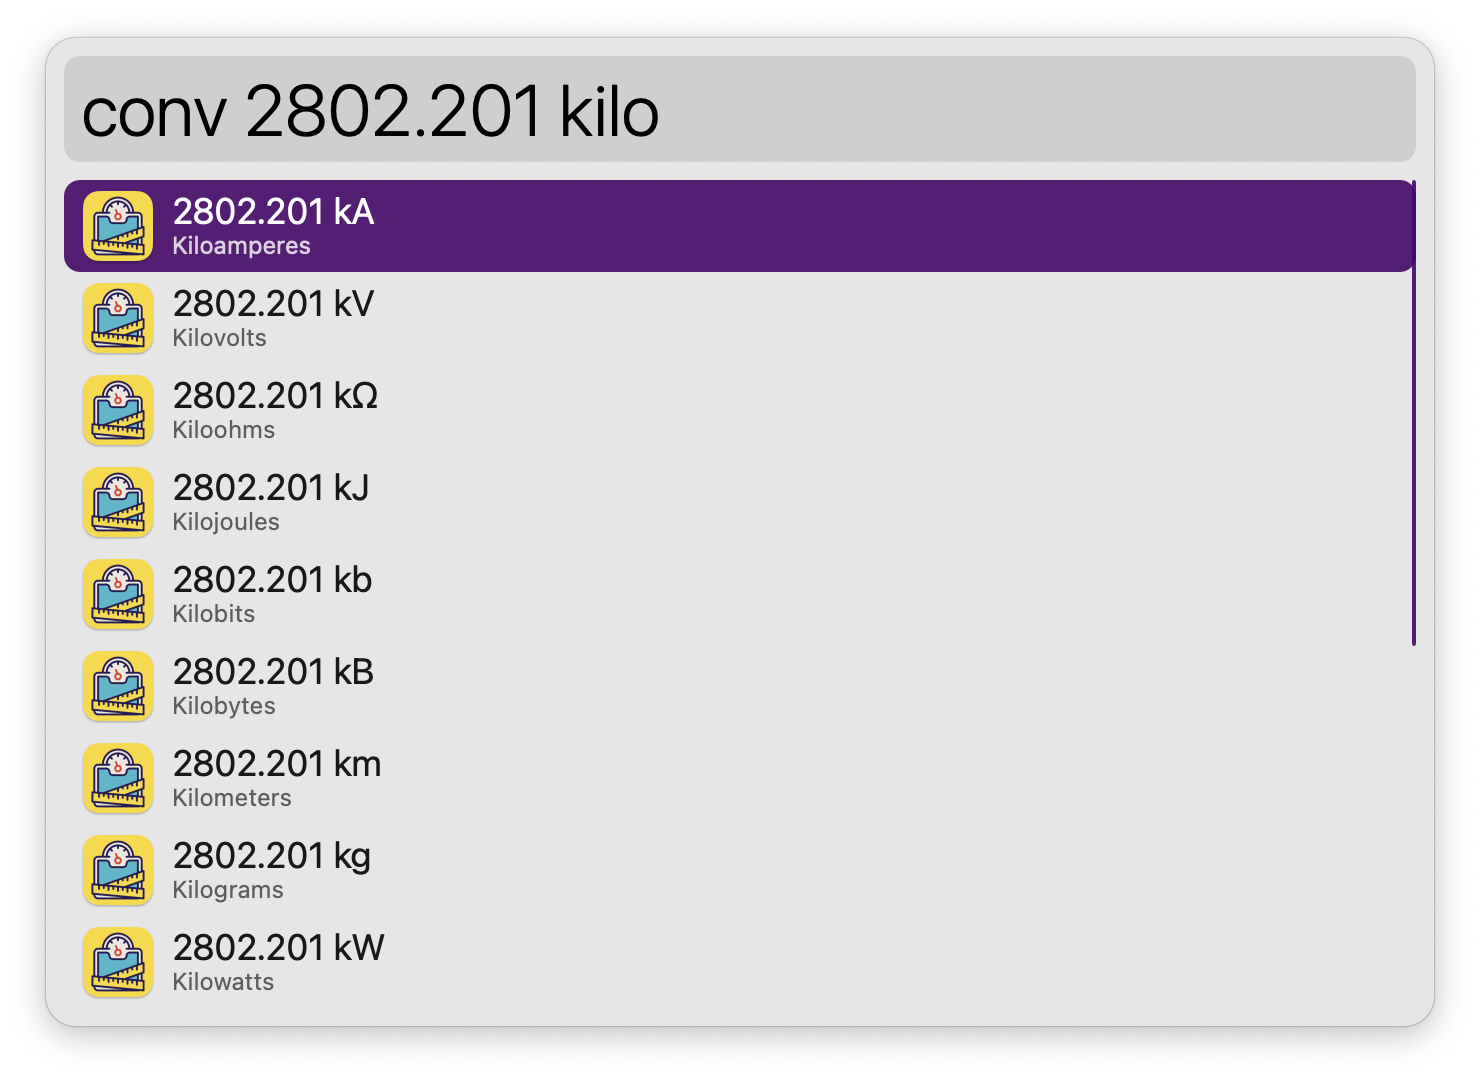 conv 2802.201 kilo
2802.201 kA
Kiloamperes
2802.201 kV
Kilovolts
2802.201 kΩ
Kiloohms
2802.201 kJ
Kilojoules
2802.201 kb
Kilobits
2802.201 kB
Kilobytes
2802.201 km
Kilometers
2802.201 kg
Kilograms
2802.201 kW
Kilowatts